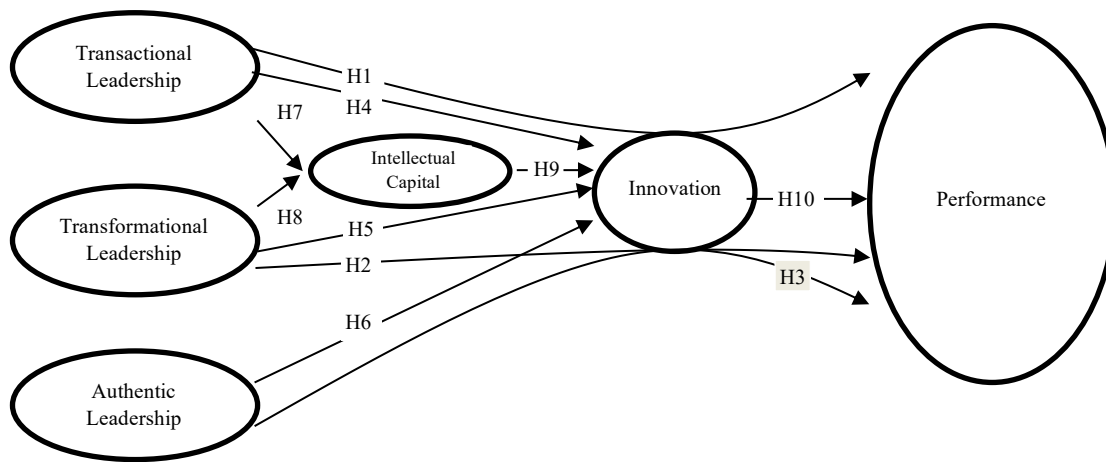 Transactional
Leadership
H1
H4
H7
Intellectual
Capital
H9
Innovation
H10
Performance
H8
Transformational
Leadership
H5
H2
H3
H6
Authentic
Leadership